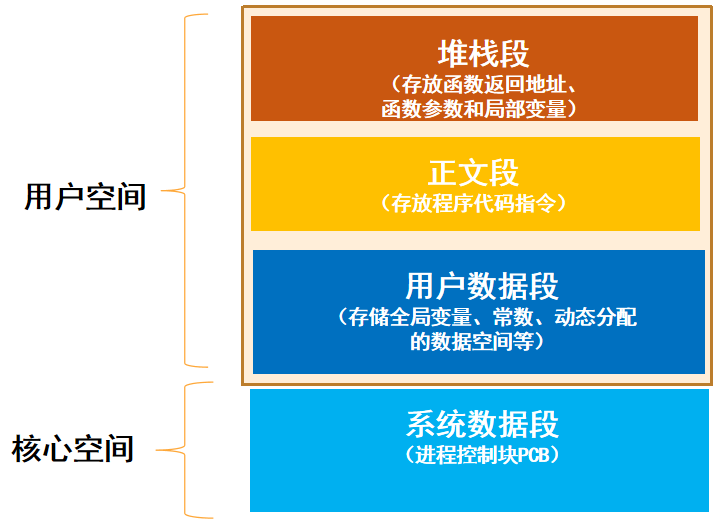 堆栈段
（存放函数返回地址、
函数参数和局部变量）
用户空间
正文段
（存放程序代码指令）
用户数据段
（存储全局变量、常数、动态分配
的数据空间等）
核心空间
系统数据段
（进程控制块PCB）